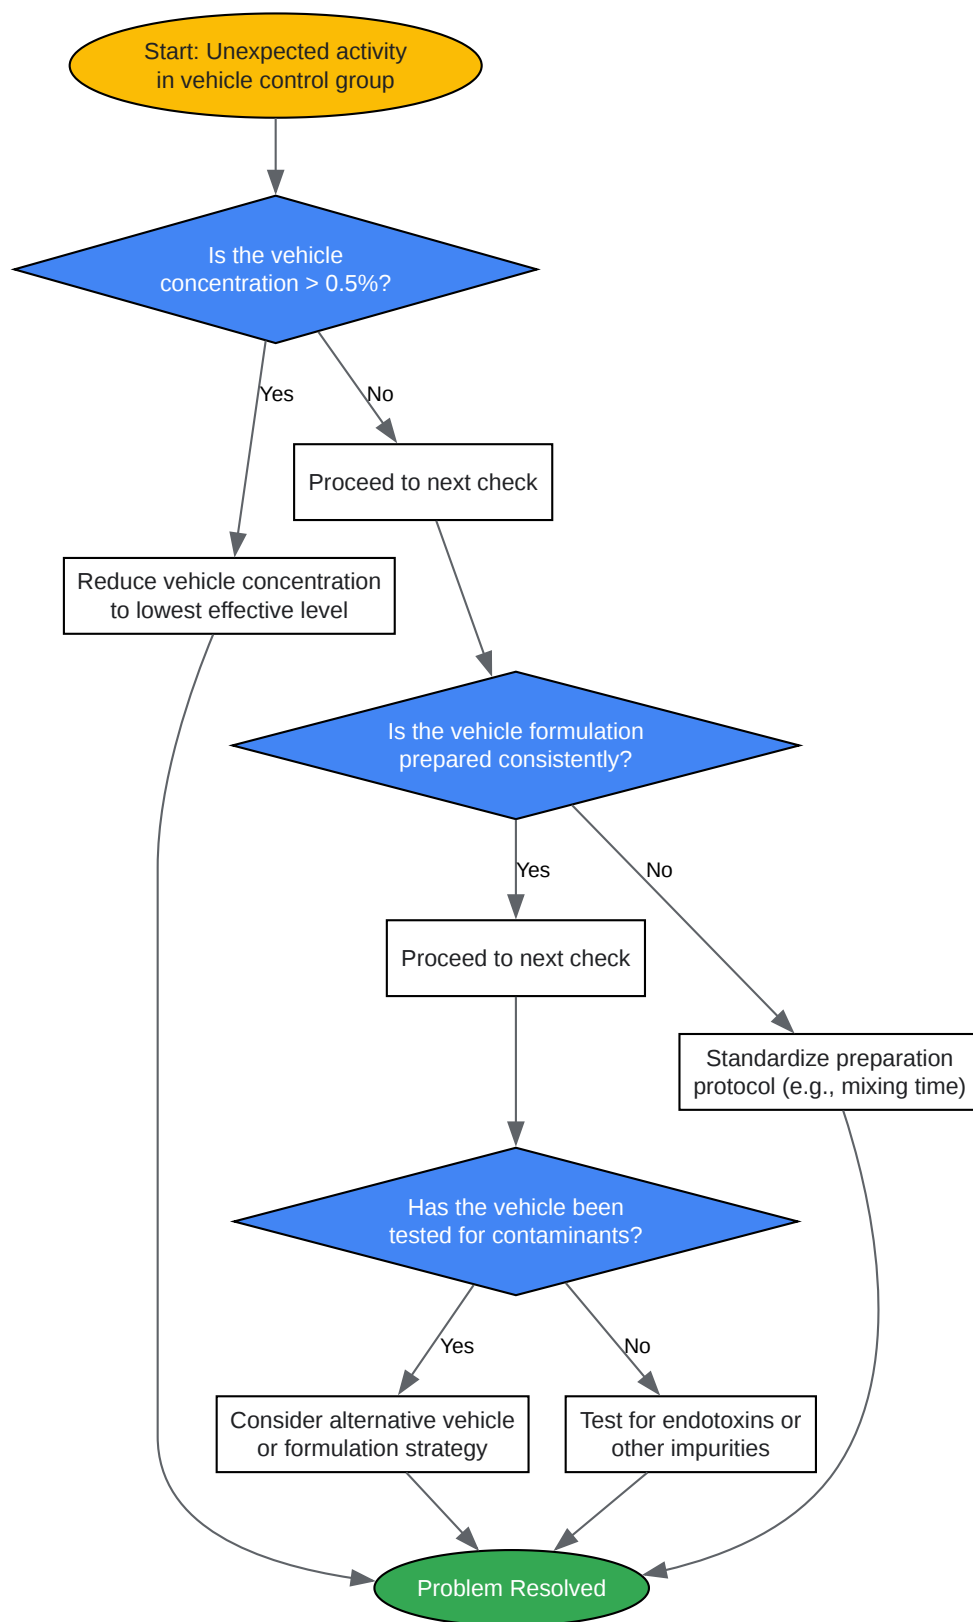 Start: Unexpected activity
in vehicle control group
Is the vehicle
concentration > 0.5%?
Yes
No
Proceed to next check
Reduce vehicle concentration
to lowest effective level
Is the vehicle formulation
prepared consistently?
Yes
No
Proceed to next check
Standardize preparation
protocol (e.g., mixing time)
Has the vehicle been
tested for contaminants?
Yes
No
Consider alternative vehicle
or formulation strategy
Test for endotoxins or
other impurities
Problem Resolved